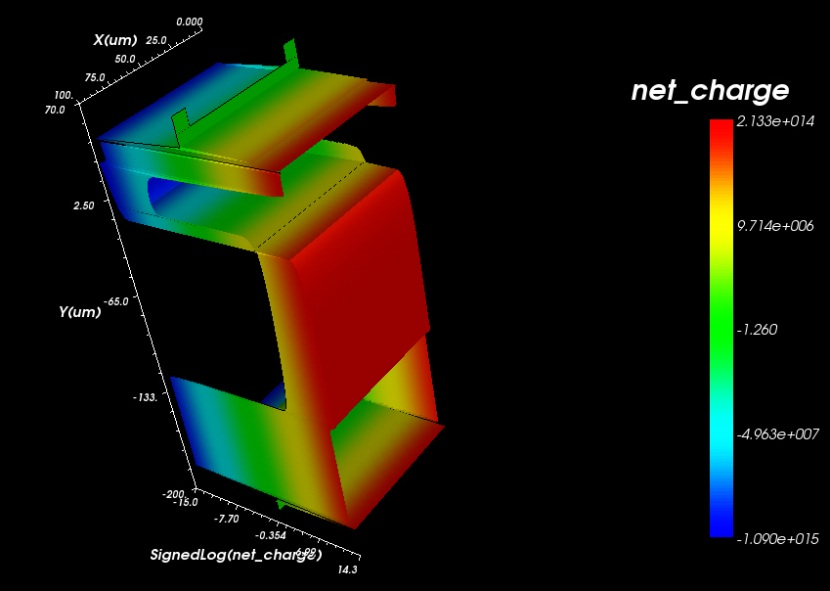 0.000
X(um)
25.0
50.0
75.0
100.
70.0
2.50
-65.0
Y(um)
-133.
-200.
-15.0
-7.70
-0.354
SignedLog(net_charge)
14.3
net_charge
2.133e+014
9.714e+006
-1.260
-4.963e+007
-1.090e+015